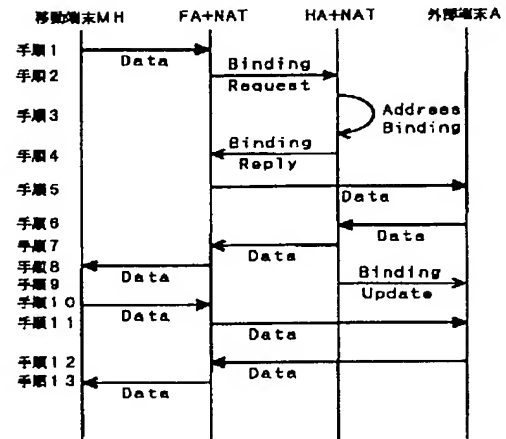 移動端末MH FA+NAT HA+NAT 外部端末A
手順1
Data
手順2
Binding
Request
手順3
Address
Binding
手順4
Binding
Reply
手順5
Data
手順6
Data
手順7
Data
手順8
Data
手順9
Binding
Update
手順10
Data
手順11
Data
手順12
Data
手順13
Data